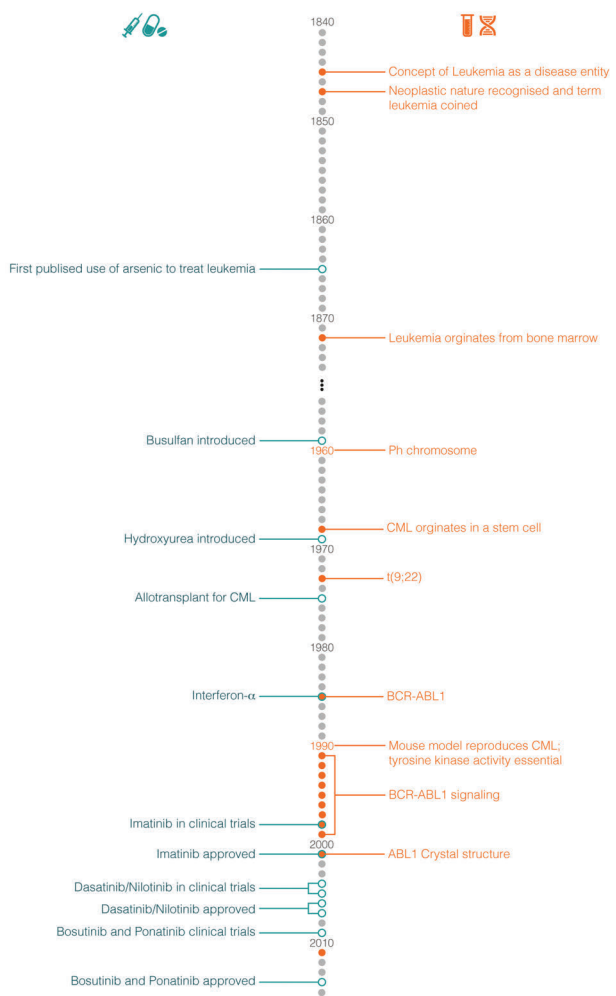 1840
Concept of Leukemia as a disease entity
Neoplastic nature recognised and term
leukemia coined
1850
1860
First publised use of arsenic to treat leukemia
1870
Leukemia orginates from bone marrow
Busulfan introduced
1960
Ph chromosome
CML orginates in a stem cell
Hydroxyurea introduced
1970
t(9;22)
Allotransplant for CML
1980
Interferon-α
BCR-ABL1
1990
Mouse model reproduces CML;
tyrosine kinase activity essential
BCR-ABL1 signaling
Imatinib in clinical trials
2000
Imatinib approved
ABL1 Crystal structure
Dasatinib/Nilotinib in clinical trials
Dasatinib/Nilotinib approved
Bosutinib and Ponatinib clinical trials
2010
Bosutinib and Ponatinib approved